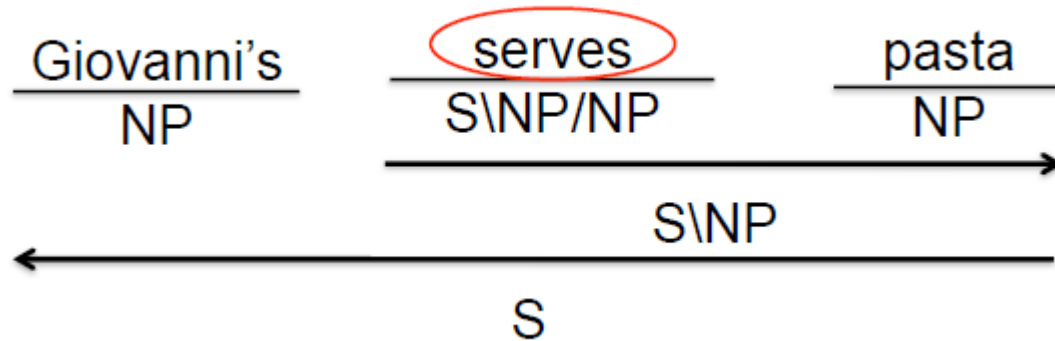 Giovanni’s serves pasta
NP S\NP/NP NP
S\NP
S